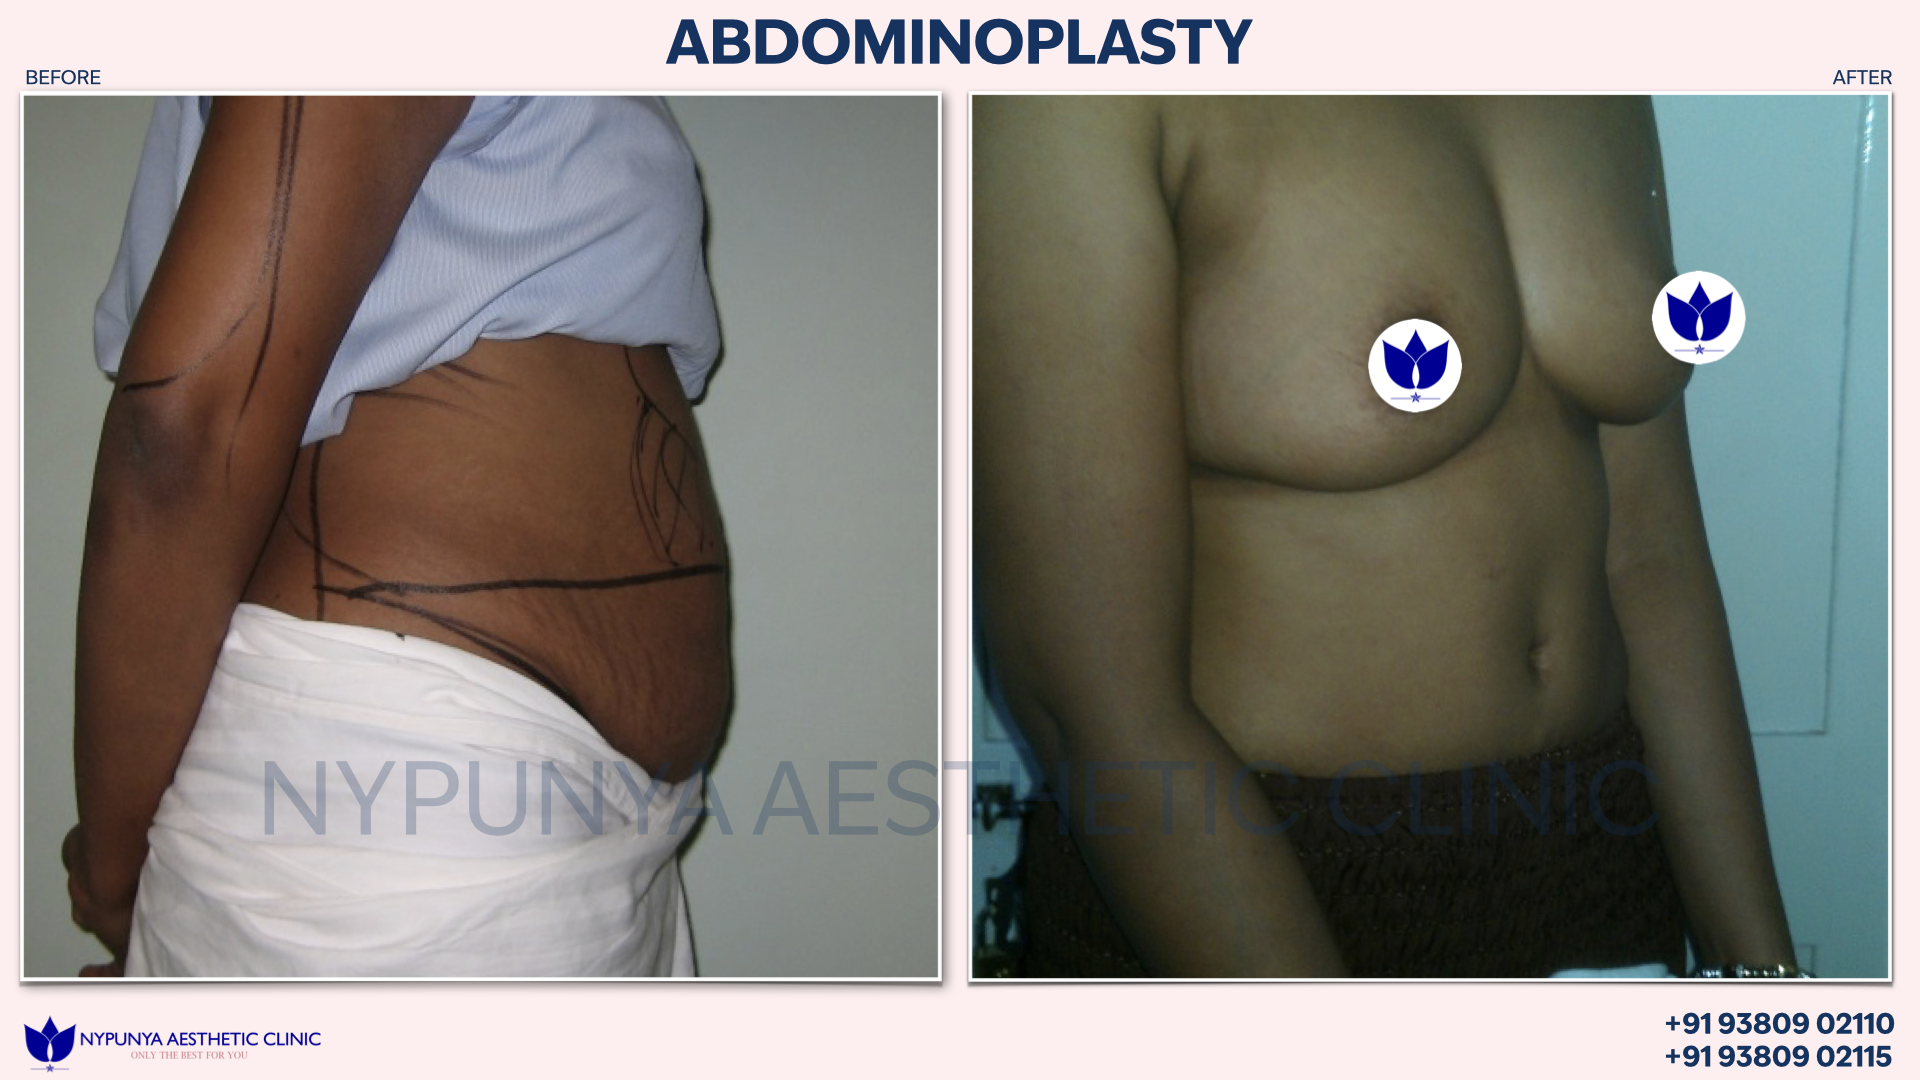 ABDOMINOPLASTY
BEFORE
AFTER
NYPUNYA AESTHETIC CLINIC
NYPUNYA AESTHETIC CLINIC
ONLY THE BEST FOR YOU
+91 93809 02110
+91 93809 02115